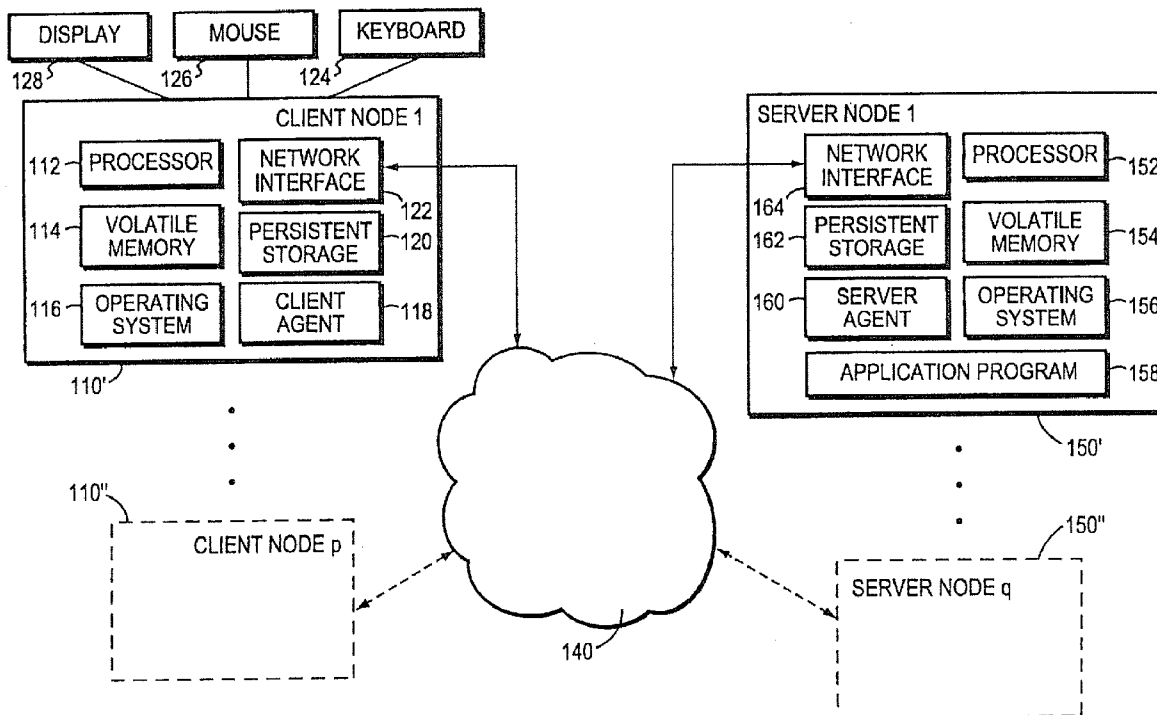 DISPLAY
MOUSE
KEYBOARD
128
126
124
CLIENT NODE 1
112
PROCESSOR
NETWORK
INTERFACE
122
114
VOLATILE
MEMORY
PERSISTENT
STORAGE
120
116
OPERATING
SYSTEM
CLIENT
AGENT
118
110'
SERVER NODE 1
NETWORK
INTERFACE
164
PROCESSOR
152
162
PERSISTENT
STORAGE
VOLATILE
MEMORY
154
160
SERVER
AGENT
OPERATING
SYSTEM
156
APPLICATION PROGRAM
158
150'
110"
CLIENT NODE p
140
150"
SERVER NODE q